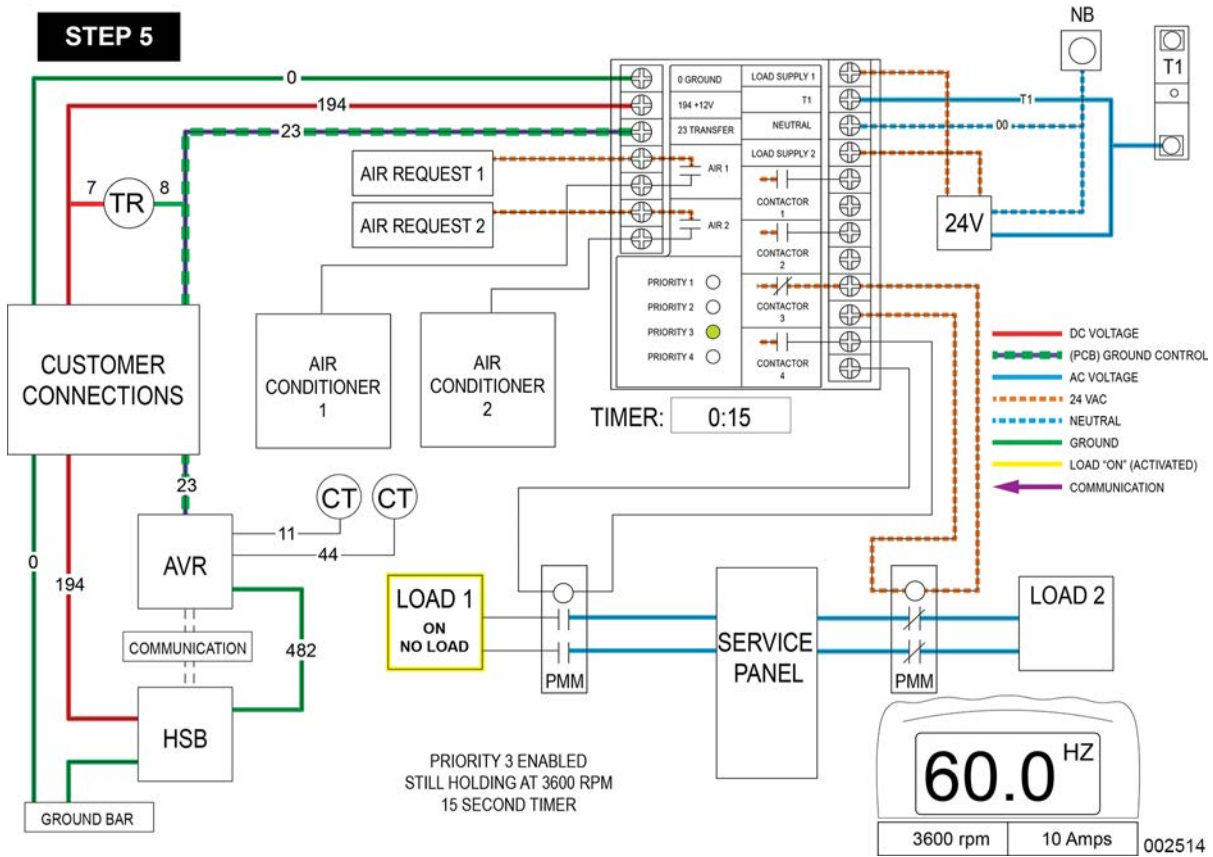 STEP 5
NB
T1
0
194
23
7
TR
8
AIR REQUEST 1
AIR REQUEST 2
0 GROUND
194 +12V
23 TRANSFER
AIR 1
AIR 2
LOAD SUPPLY 1
T1
NEUTRAL
LOAD SUPPLY 2
CONTACTOR
1
CONTACTOR
2
CONTACTOR
3
CONTACTOR
4
PRIORITY 1
PRIORITY 2
PRIORITY 3
PRIORITY 4
T1
00
24V
CUSTOMER
CONNECTIONS
AIR
CONDITIONER
1
AIR
CONDITIONER
2
TIMER: 0:15
DC VOLTAGE
(PCB) GROUND CONTROL
AC VOLTAGE
24 VAC
NEUTRAL
GROUND
LOAD "ON" (ACTIVATED)
COMMUNICATION
23
CT
CT
11
44
AVR
0
194
COMMUNICATION
482
HSB
GROUND BAR
LOAD 1
ON
NO LOAD
PMM
SERVICE
PANEL
PMM
LOAD 2
PRIORITY 3 ENABLED
STILL HOLDING AT 3600 RPM
15 SECOND TIMER
60.0 HZ
3600 rpm
10 Amps
002514